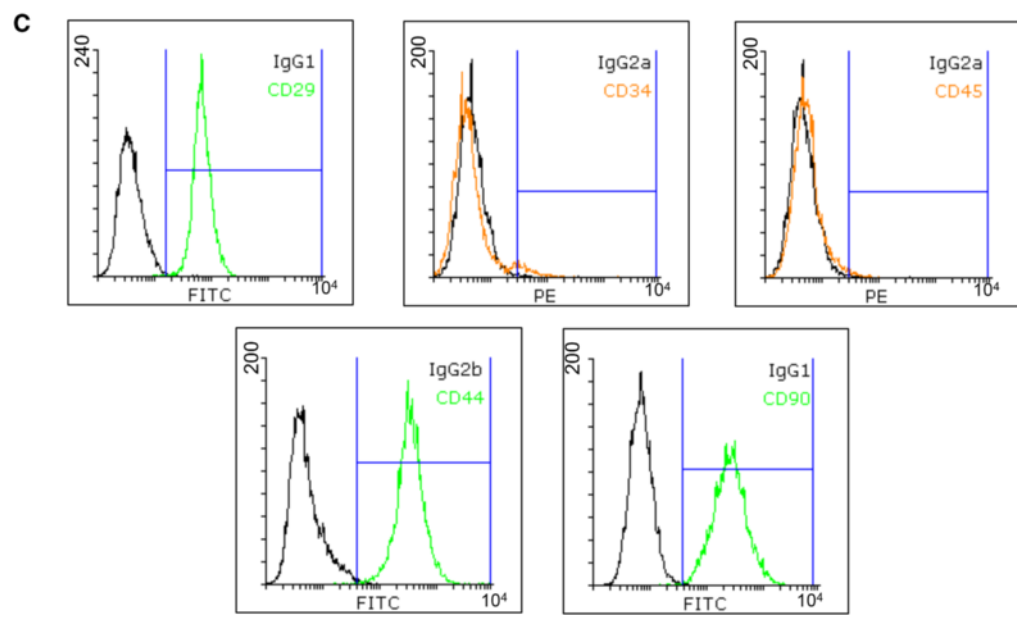 C
240
IgG1
CD29
FITC
10⁴
200
IgG2a
CD34
PE
10⁴
200
IgG2a
CD45
PE
10⁴
200
IgG2b
CD44
FITC
10⁴
200
IgG1
CD90
FITC
10⁴